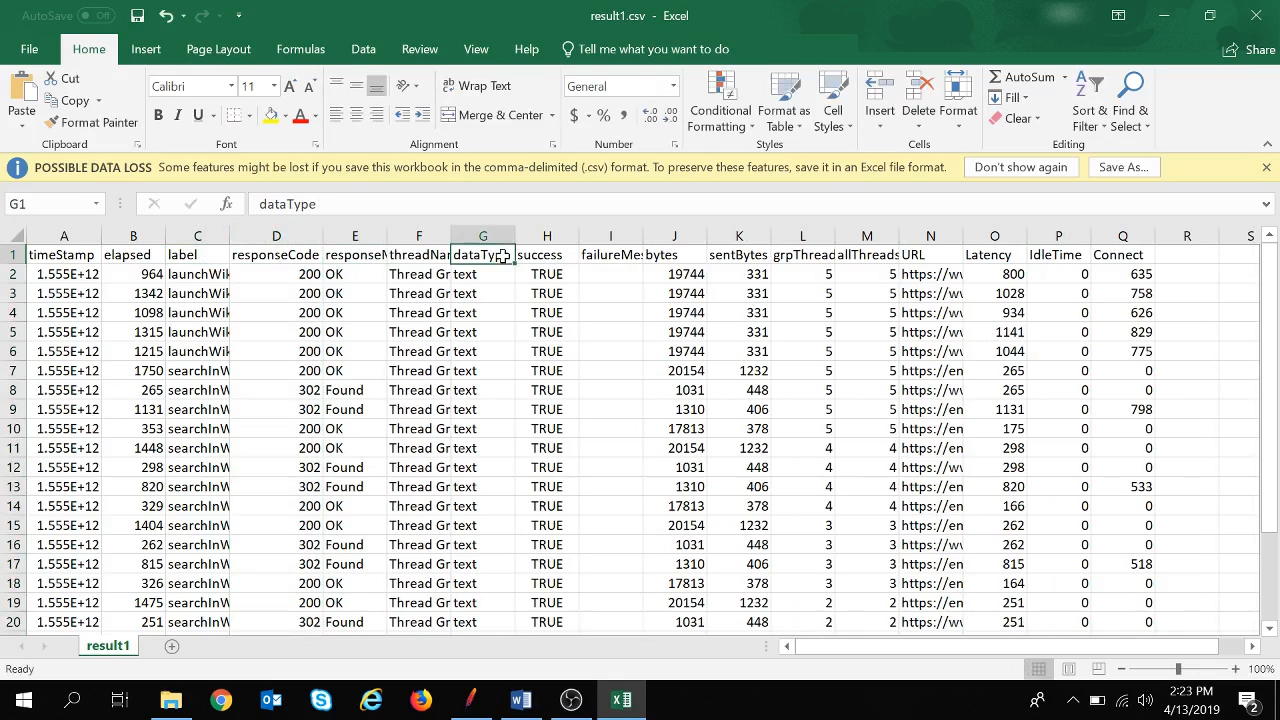 AutoSave Off result1.csv - Excel
File Home Insert Page Layout Formulas Data Review View Help Tell me what you want to do Share
Paste Cut Copy Format Painter Calibri 11 Wrap Text Merge & Center General Conditional Formatting Format as Table Cell Styles Insert Delete Format AutoSum Fill Clear Sort & Filter Find & Select
Clipboard Font Alignment Number Styles Cells Editing
POSSIBLE DATA LOSS Some features might be lost if you save this workbook in the comma-delimited (.csv) format. To preserve these features, save it in an Excel file format. Don't show again Save As...
G1 fx dataType
A B C D E F G H I J K L M N O P Q R S
1 timeStamp elapsed label responseCode responseM threadNar dataTyp success failureMes bytes sentBytes grpThread allThreads URL Latency IdleTime Connect
2 1.555E+12 964 launchWik 200 OK Thread Gr text TRUE 19744 331 5 5 https://wv 800 0 635
3 1.555E+12 1342 launchWik 200 OK Thread Gr text TRUE 19744 331 5 5 https://wv 1028 0 758
4 1.555E+12 1098 launchWik 200 OK Thread Gr text TRUE 19744 331 5 5 https://wv 934 0 626
5 1.555E+12 1315 launchWik 200 OK Thread Gr text TRUE 19744 331 5 5 https://wv 1141 0 829
6 1.555E+12 1215 launchWik 200 OK Thread Gr text TRUE 19744 331 5 5 https://wv 1044 0 775
7 1.555E+12 1750 searchInW 200 OK Thread Gr text TRUE 20154 1232 5 5 https://wv 265 0 0
8 1.555E+12 265 searchInW 302 Found Thread Gr text TRUE 1031 448 5 5 https://wv 265 0 0
9 1.555E+12 1131 searchInW 302 Found Thread Gr text TRUE 1310 406 5 5 https://en 1131 0 798
10 1.555E+12 353 searchInW 200 OK Thread Gr text TRUE 17813 378 5 5 https://en 175 0 0
11 1.555E+12 1448 searchInW 200 OK Thread Gr text TRUE 20154 1232 4 4 https://wv 298 0 0
12 1.555E+12 298 searchInW 302 Found Thread Gr text TRUE 1031 448 4 4 https://wv 298 0 0
13 1.555E+12 820 searchInW 302 Found Thread Gr text TRUE 1310 406 4 4 https://en 820 0 533
14 1.555E+12 329 searchInW 200 OK Thread Gr text TRUE 17813 378 4 4 https://en 166 0 0
15 1.555E+12 1404 searchInW 200 OK Thread Gr text TRUE 20154 1232 3 3 https://wv 262 0 0
16 1.555E+12 262 searchInW 302 Found Thread Gr text TRUE 1031 448 3 3 https://wv 262 0 0
17 1.555E+12 815 searchInW 302 Found Thread Gr text TRUE 1310 406 3 3 https://en 815 0 518
18 1.555E+12 326 searchInW 200 OK Thread Gr text TRUE 17813 378 3 3 https://en 164 0 0
19 1.555E+12 1475 searchInW 200 OK Thread Gr text TRUE 20154 1232 2 2 https://wv 251 0 0
20 1.555E+12 251 searchInW 302 Found Thread Gr text TRUE 1031 448 2 2 https://wv 251 0 0
result1
Ready 100%
2:23 PM
4/13/2019
2